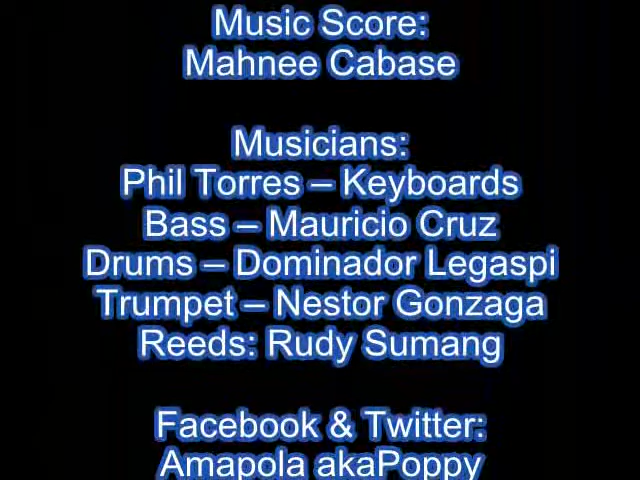 Music Score:
Mahnee Cabase
Musicians:
Phil Torres – Keyboards
Bass – Mauricio Cruz
Drums – Dominador Legaspi
Trumpet – Nestor Gonzaga
Reeds: Rudy Sumang
Facebook & Twitter:
Amapola akaPoppy